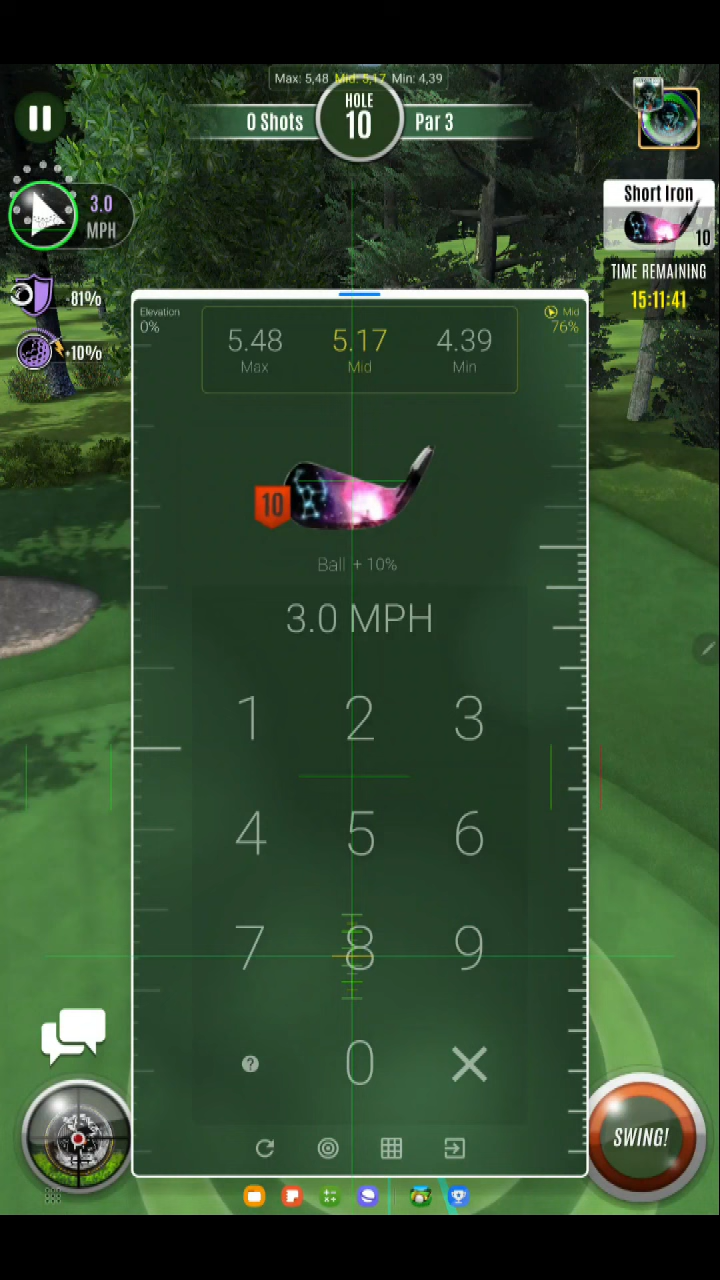 Max: 5,48 Mid: 5,17 Min: 4,39
HOLE
0 Shots 10 Par 3
3.0
MPH
Short Iron
10
TIME REMAINING
15:11:41
-81%
+10%
Elevation
0%
5.48 5.17 4.39
Max Mid Min
Mid
76%
10
Ball + 10%
3.0 MPH
1 2 3
4 5 6
7 8 9
? 0 ×
SWING!